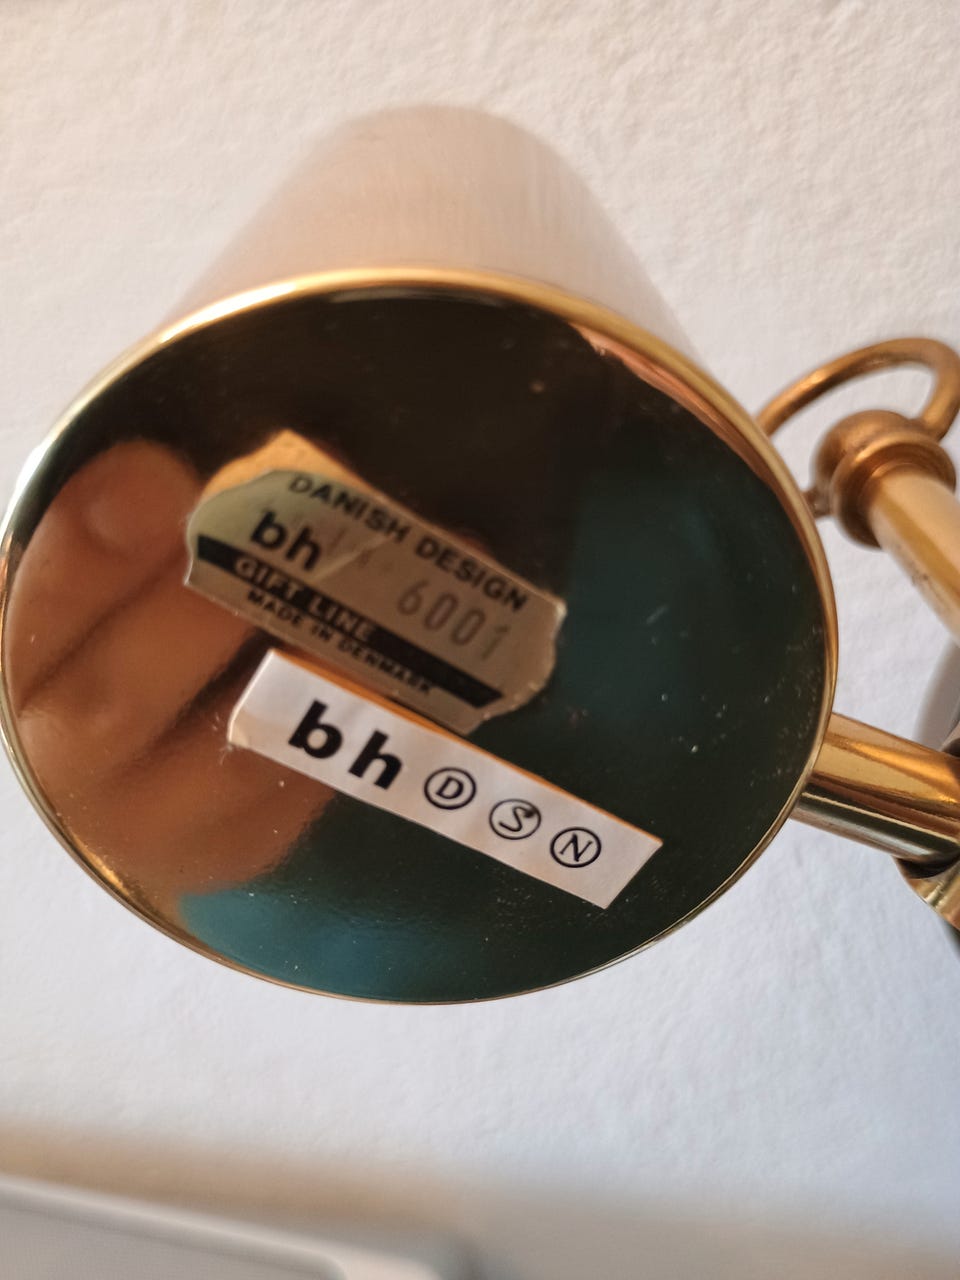 DANISH DESIGN
bh 6001
GIFT LINE
MADE IN DENMARK
bh D S N